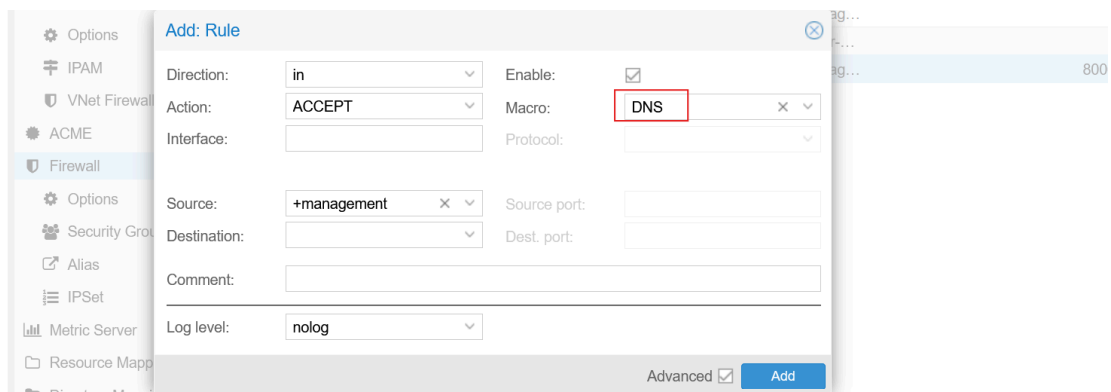 Options
IPAM
VNet Firewall
ACME
Firewall
Options
Security Grou
Alias
IPSet
Metric Server
Resource Mapp
Add: Rule
Direction: in Enable:
Action: ACCEPT Macro: DNS
Interface: Protocol:
Source: +management Source port:
Destination: Dest. port:
Comment:
Log level: nolog
Advanced Add
ag...
r-...
ag... 800